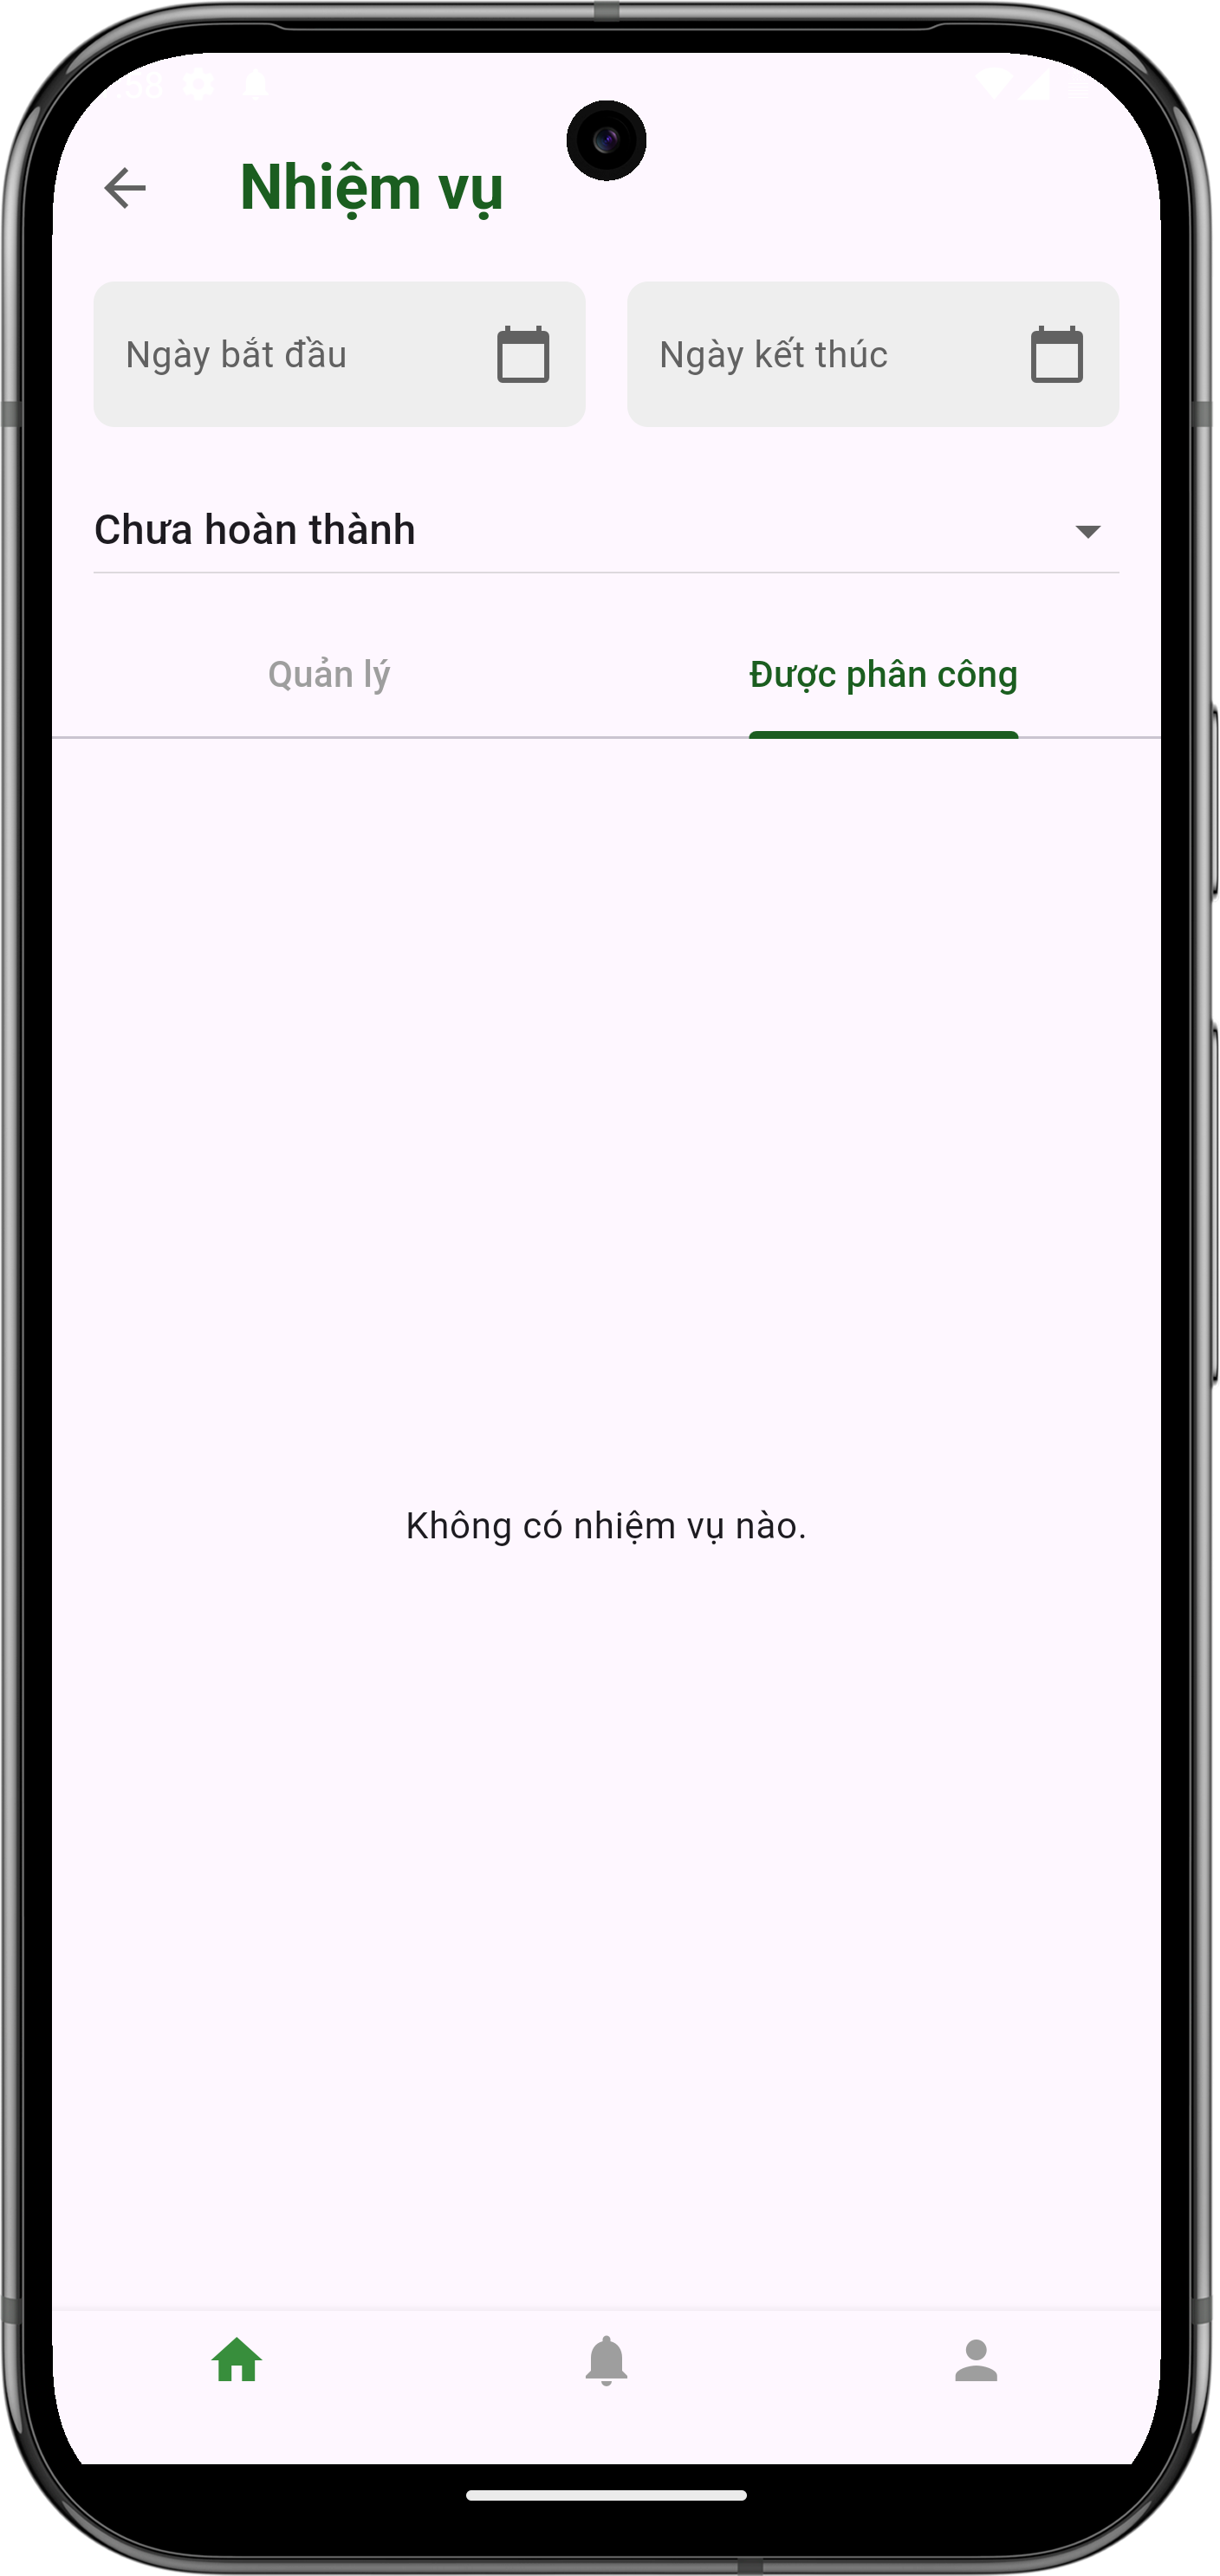 Nhiệm vụ
Ngày bắt đầu
Ngày kết thúc
Chưa hoàn thành
Quản lý
Được phân công
Không có nhiệm vụ nào.